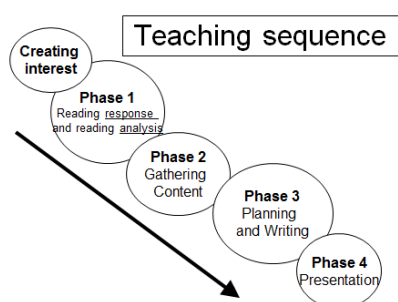 Teaching sequence
Creating
interest
Phase 1
Reading response
and reading analysis
Phase 2
Gathering
Content
Phase 3
Planning
and Writing
Phase 4
Presentation